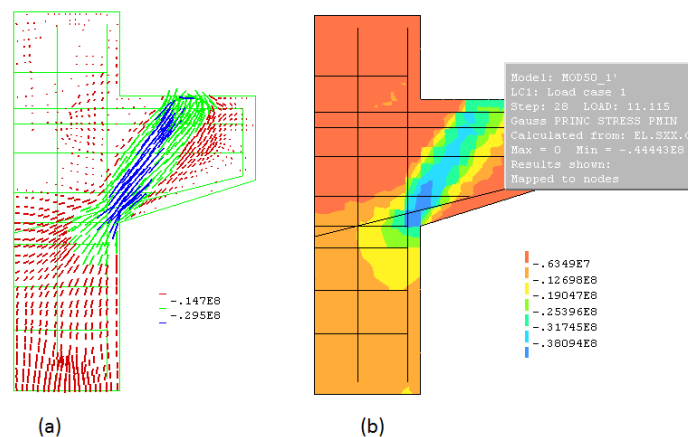 Model: MOD50_1'
LC1: Load case 1
Step: 28 LOAD: 11.115
Gauss PRINC STRESS PMIN
Calculated from: EL.SXX.G
Max = 0 Min = -.44443E8
Results shown:
Mapped to nodes
-.147E8
-.295E8
-.6349E7
-.12698E8
-.19047E8
-.25396E8
-.31745E8
-.38094E8
(a)
(b)